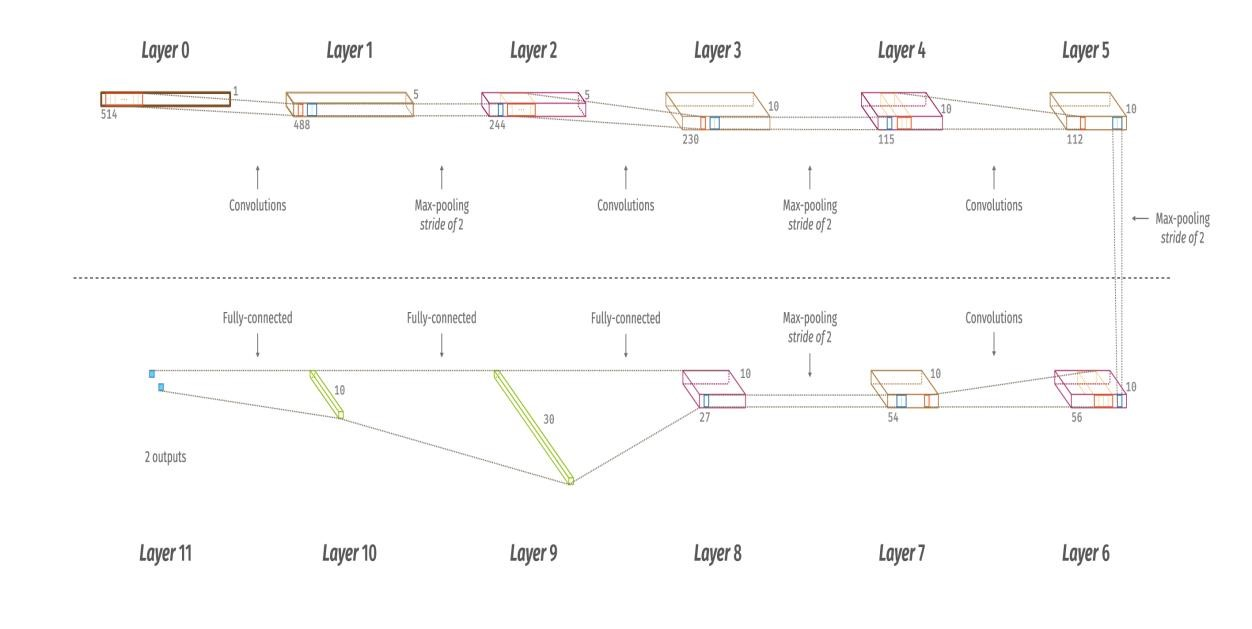 Layer 0
Layer 1
Layer 2
Layer 3
Layer 4
Layer 5
514
1
488
5
244
5
230
10
115
10
112
10
Convolutions
Max-pooling
stride of 2
Convolutions
Max-pooling
stride of 2
Convolutions
Max-pooling
stride of 2
Fully-connected
Fully-connected
Fully-connected
Max-pooling
stride of 2
Convolutions
10
30
10
27
10
54
10
56
2 outputs
Layer 11
Layer 10
Layer 9
Layer 8
Layer 7
Layer 6